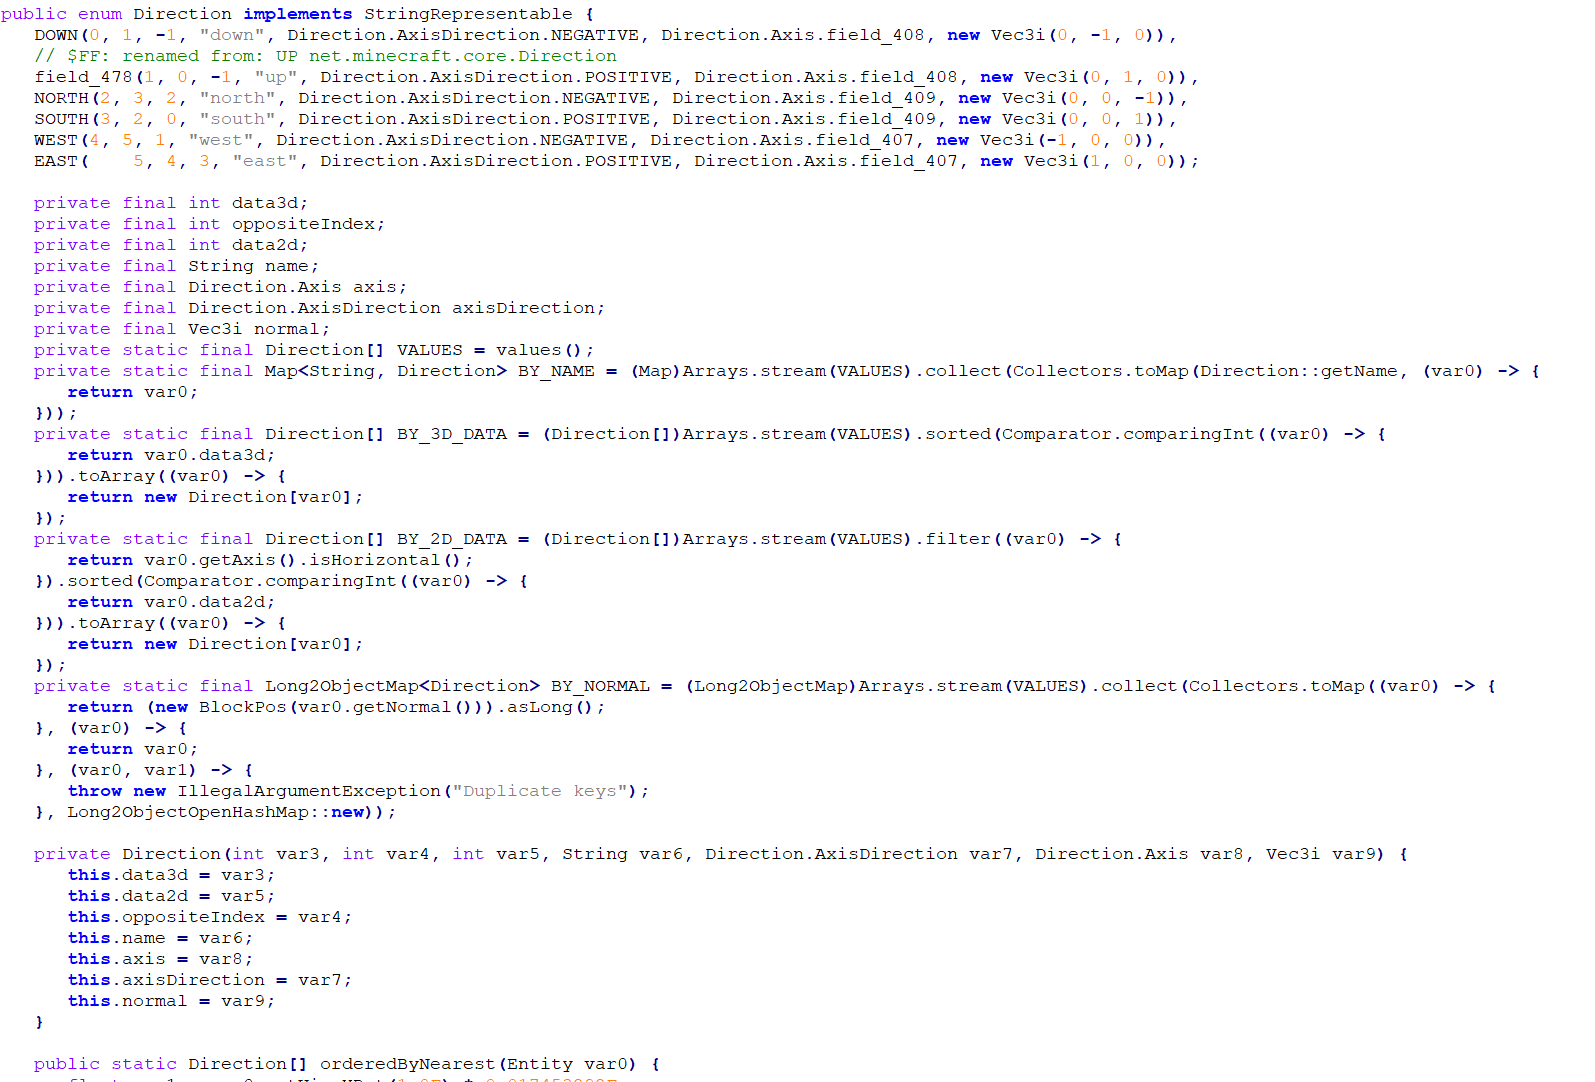 public enum Direction implements StringRepresentable {
   DOWN(0, 1, -1, "down", Direction.AxisDirection.NEGATIVE, Direction.Axis.field_408, new Vec3i(0, -1, 0)),
   // $FF: renamed from: UP net.minecraft.core.Direction
   field_478(1, 0, -1, "up", Direction.AxisDirection.POSITIVE, Direction.Axis.field_408, new Vec3i(0, 1, 0)),
   NORTH(2, 3, 2, "north", Direction.AxisDirection.NEGATIVE, Direction.Axis.field_409, new Vec3i(0, 0, -1)),
   SOUTH(3, 2, 0, "south", Direction.AxisDirection.POSITIVE, Direction.Axis.field_409, new Vec3i(0, 0, 1)),
   WEST(4, 5, 1, "west", Direction.AxisDirection.NEGATIVE, Direction.Axis.field_407, new Vec3i(-1, 0, 0)),
   EAST(    5, 4, 3, "east", Direction.AxisDirection.POSITIVE, Direction.Axis.field_407, new Vec3i(1, 0, 0));

   private final int data3d;
   private final int oppositeIndex;
   private final int data2d;
   private final String name;
   private final Direction.Axis axis;
   private final Direction.AxisDirection axisDirection;
   private final Vec3i normal;
   private static final Direction[] VALUES = values();
   private static final Map<String, Direction> BY_NAME = (Map)Arrays.stream(VALUES).collect(Collectors.toMap(Direction::getName, (var0) -> {
      return var0;
   }));
   private static final Direction[] BY_3D_DATA = (Direction[])Arrays.stream(VALUES).sorted(Comparator.comparingInt((var0) -> {
      return var0.data3d;
   })).toArray((var0) -> {
      return new Direction[var0];
   });
   private static final Direction[] BY_2D_DATA = (Direction[])Arrays.stream(VALUES).filter((var0) -> {
      return var0.getAxis().isHorizontal();
   }).sorted(Comparator.comparingInt((var0) -> {
      return var0.data2d;
   })).toArray((var0) -> {
      return new Direction[var0];
   });
   private static final Long2ObjectMap<Direction> BY_NORMAL = (Long2ObjectMap)Arrays.stream(VALUES).collect(Collectors.toMap((var0) -> {
      return (new BlockPos(var0.getNormal())).asLong();
   }, (var0) -> {
      return var0;
   }, (var0, var1) -> {
      throw new IllegalArgumentException("Duplicate keys");
   }, Long2ObjectOpenHashMap::new));

   private Direction(int var3, int var4, int var5, String var6, Direction.AxisDirection var7, Direction.Axis var8, Vec3i var9) {
      this.data3d = var3;
      this.data2d = var5;
      this.oppositeIndex = var4;
      this.name = var6;
      this.axis = var8;
      this.axisDirection = var7;
      this.normal = var9;
   }

   public static Direction[] orderedByNearest(Entity var0) {